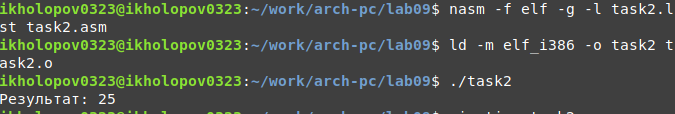 ikholopov0323@ikholopov0323:~/work/arch-pc/lab09$ nasm -f elf -g -l task2.l
st task2.asm
ikholopov0323@ikholopov0323:~/work/arch-pc/lab09$ ld -m elf_i386 -o task2 t
ask2.o
ikholopov0323@ikholopov0323:~/work/arch-pc/lab09$ ./task2
Результат: 25